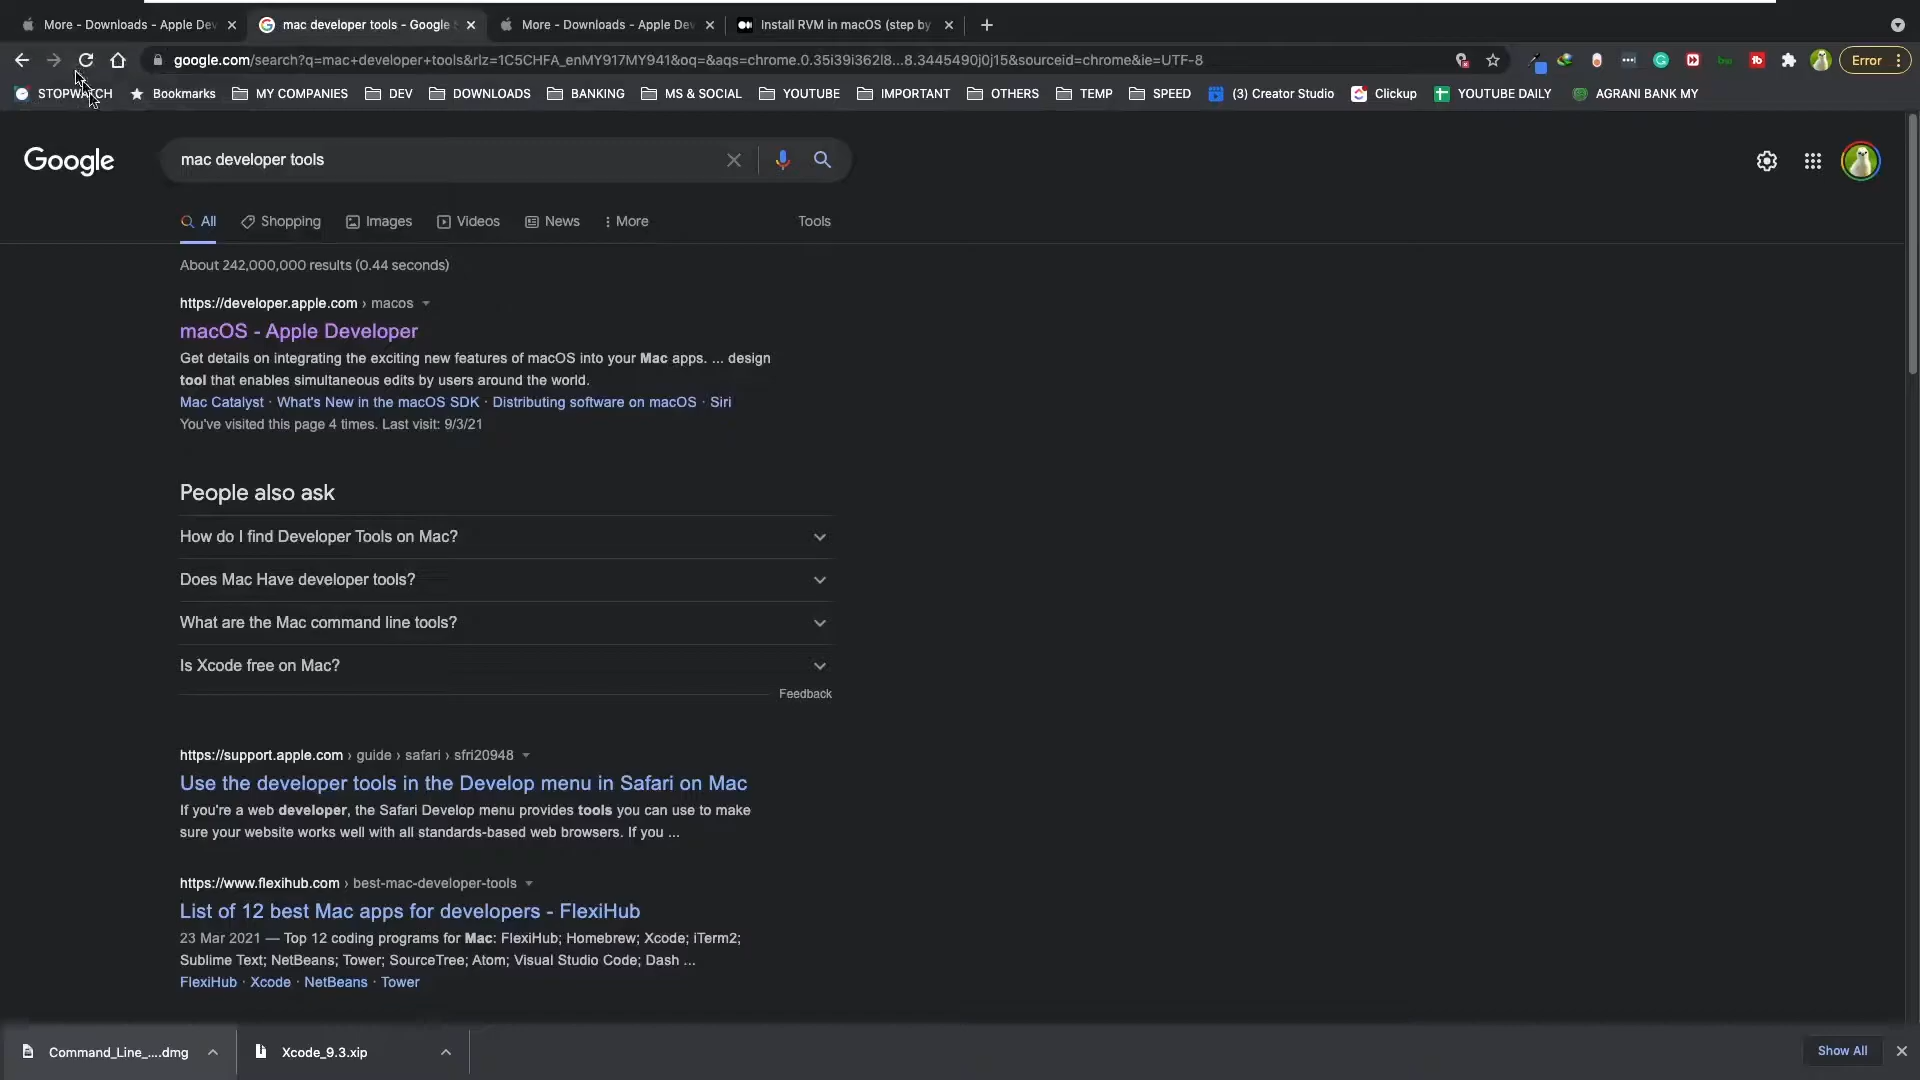 More - Downloads - Apple Dev
mac developer tools - Google
More - Downloads - Apple Dev
Install RVM in macOS (step by
google.com/search?q=mac+developer+tools&rlz=1C5CHFA_enMY917MY941&oq=&aqs=chrome.0.35i39i362l8...8.3445490j0j15&sourceid=chrome&ie=UTF-8
Error
STOPWATCH
Bookmarks
MY COMPANIES
DEV
DOWNLOADS
BANKING
MS & SOCIAL
YOUTUBE
IMPORTANT
OTHERS
TEMP
SPEED
(3) Creator Studio
Clickup
YOUTUBE DAILY
AGRANI BANK MY
Google
mac developer tools
All
Shopping
Images
Videos
News
More
Tools
About 242,000,000 results (0.44 seconds)
https://developer.apple.com › macos
macOS - Apple Developer
Get details on integrating the exciting new features of macOS into your Mac apps. ... design
tool that enables simultaneous edits by users around the world.
Mac Catalyst · What's New in the macOS SDK · Distributing software on macOS · Siri
You've visited this page 4 times. Last visit: 9/3/21
People also ask
How do I find Developer Tools on Mac?
Does Mac Have developer tools?
What are the Mac command line tools?
Is Xcode free on Mac?
Feedback
https://support.apple.com › guide › safari › sfri20948
Use the developer tools in the Develop menu in Safari on Mac
If you're a web developer, the Safari Develop menu provides tools you can use to make
sure your website works well with all standards-based web browsers. If you ...
https://www.flexihub.com › best-mac-developer-tools
List of 12 best Mac apps for developers - FlexiHub
23 Mar 2021 — Top 12 coding programs for Mac: FlexiHub; Homebrew; Xcode; iTerm2;
Sublime Text; NetBeans; Tower; SourceTree; Atom; Visual Studio Code; Dash ...
FlexiHub · Xcode · NetBeans · Tower
Command_Line_....dmg
Xcode_9.3.xip
Show All